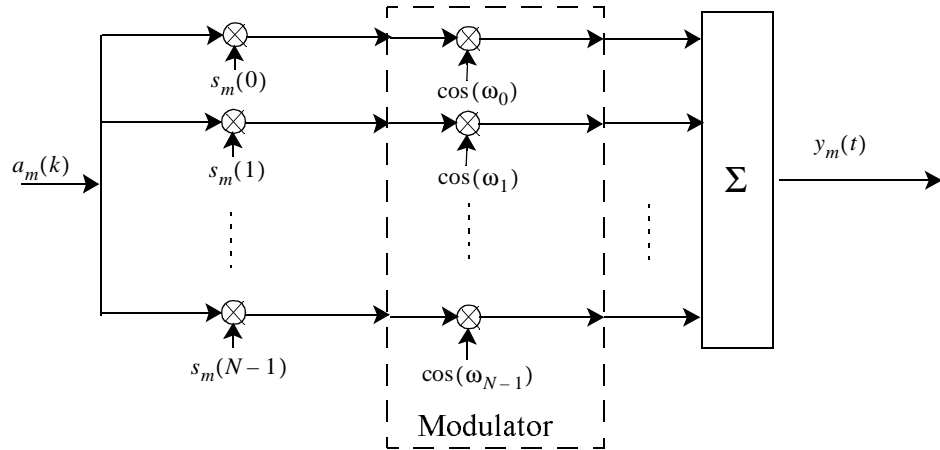 s_m(0)
cos(ω_0)
s_m(1)
cos(ω_1)
a_m(k)
Σ
y_m(t)
s_m(N–1)
cos(ω_{N–1})
Modulator